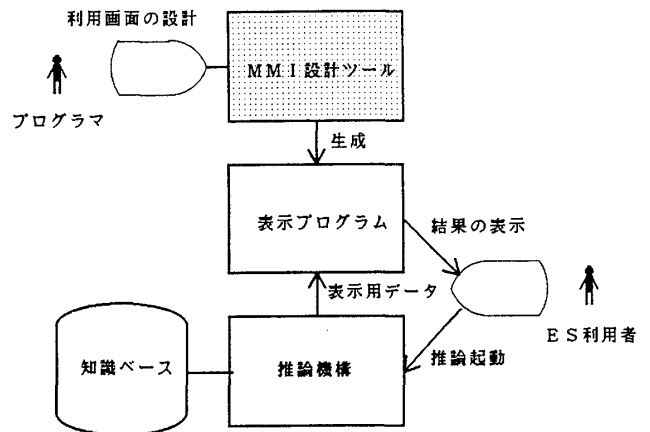 利用画面の設計
MMI設計ツール
プログラマ
生成
表示プログラム
結果の表示
表示用データ
ES利用者
知識ベース
推論機構
推論起動